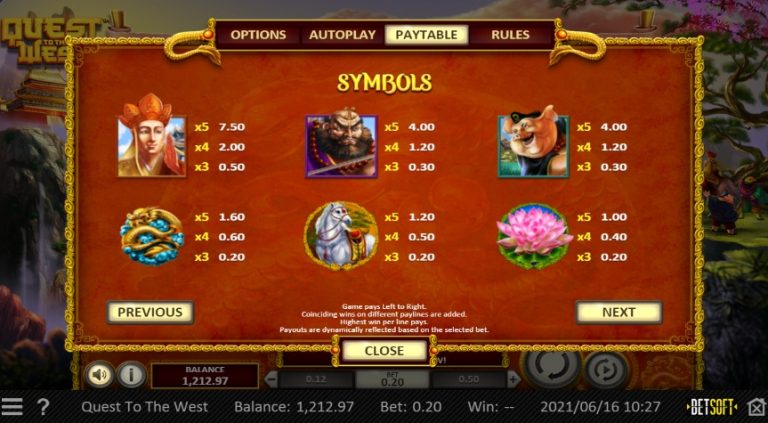 QUEST
TO THE
WEST
OPTIONS
AUTOPLAY
PAYTABLE
RULES
SYMBOLS
x5 7.50
x4 2.00
x3 0.50
x5 4.00
x4 1.20
x3 0.30
x5 4.00
x4 1.20
x3 0.30
x5 1.60
x4 0.60
x3 0.20
x5 1.20
x4 0.50
x3 0.20
x5 1.00
x4 0.40
x3 0.20
PREVIOUS
Game pays Left to Right.
Coinciding wins on different paylines are added.
Highest win per line pays.
Payouts are dynamically reflected based on the selected bet.
NEXT
CLOSE
BALANCE
1,212.97
0.12
BET
0.20
0.50
? Quest To The West Balance: 1,212.97 Bet: 0.20 Win: -- 2021/06/16 10:27 BETSOFT